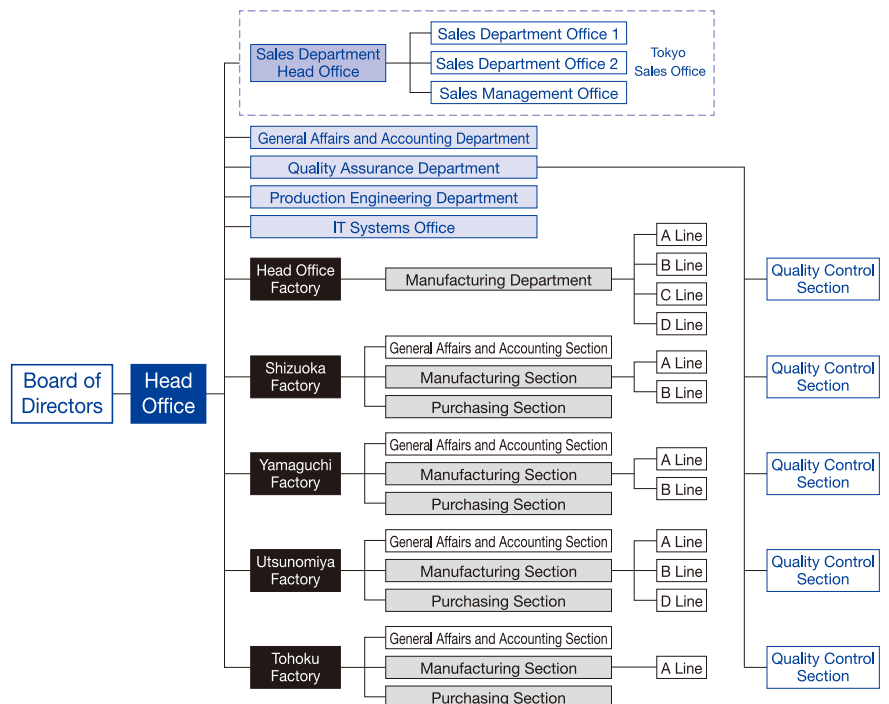 Sales Department
Head Office
Sales Department Office 1
Sales Department Office 2
Sales Management Office
Tokyo
Sales Office
General Affairs and Accounting Department
Quality Assurance Department
Production Engineering Department
IT Systems Office
Board of
Directors
Head
Office
Head Office
Factory
Manufacturing Department
A Line
B Line
C Line
D Line
Quality Control
Section
Shizuoka
Factory
General Affairs and Accounting Section
Manufacturing Section
Purchasing Section
A Line
B Line
Quality Control
Section
Yamaguchi
Factory
General Affairs and Accounting Section
Manufacturing Section
Purchasing Section
A Line
B Line
Quality Control
Section
Utsunomiya
Factory
General Affairs and Accounting Section
Manufacturing Section
Purchasing Section
A Line
B Line
D Line
Quality Control
Section
Tohoku
Factory
General Affairs and Accounting Section
Manufacturing Section
Purchasing Section
A Line
Quality Control
Section